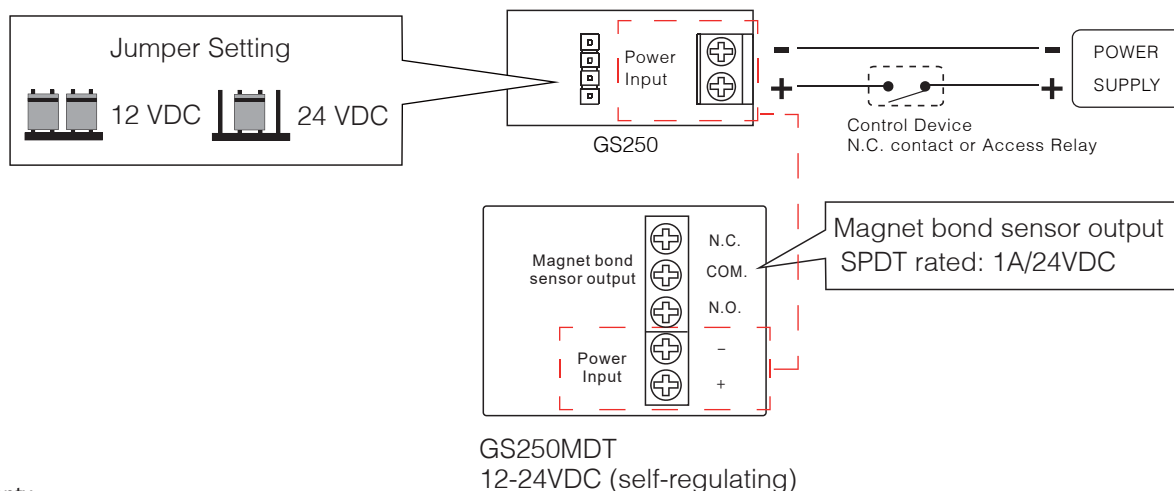 Jumper Setting
12 VDC
24 VDC
Power
Input
GS250
-
-
+
+
POWER
SUPPLY
Control Device
N.C. contact or Access Relay
Magnet bond
sensor output
N.C.
COM.
N.O.
Power
Input
-
+
Magnet bond sensor output
SPDT rated: 1A/24VDC
GS250MDT
12-24VDC (self-regulating)